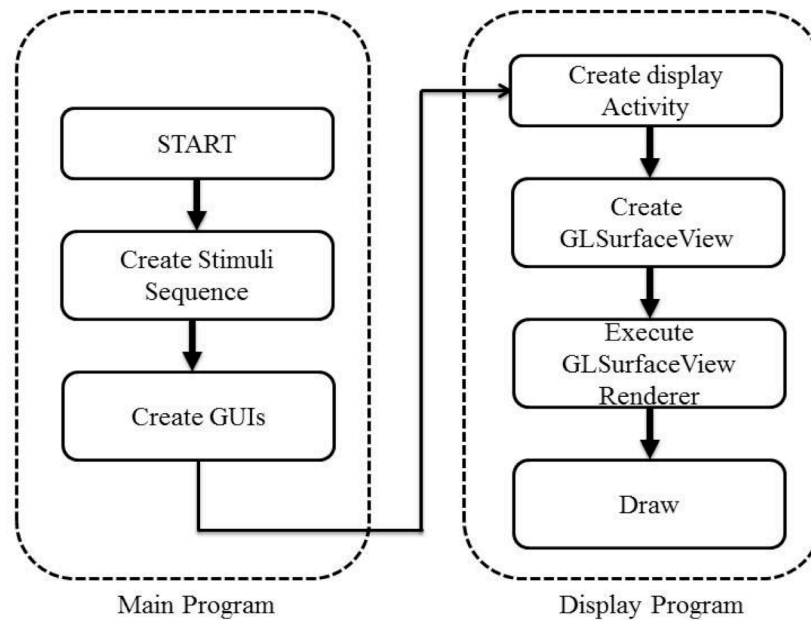 START
Create Stimuli
Sequence
Create GUIs
Main Program
Create display
Activity
Create
GLSurfaceView
Execute
GLSurfaceView
Renderer
Draw
Display Program